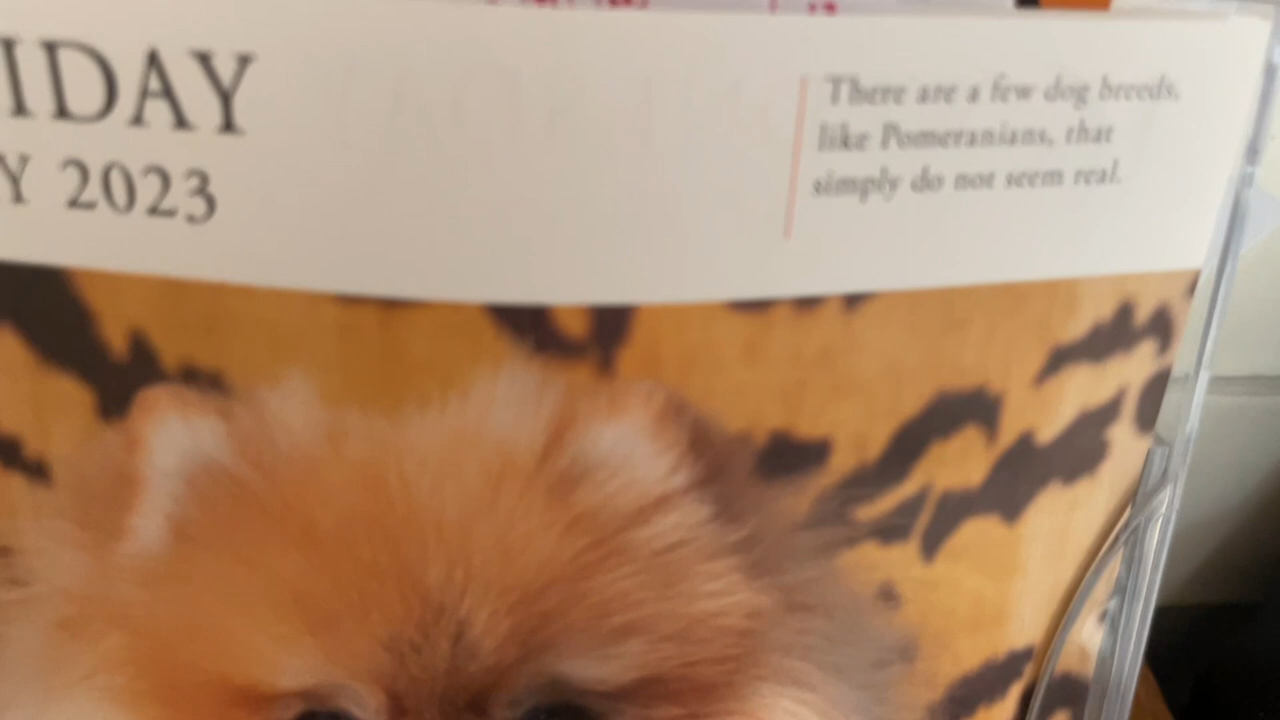 IDAY
Y 2023
There are a few dog breeds,
like Pomeranians, that
simply do not seem real.